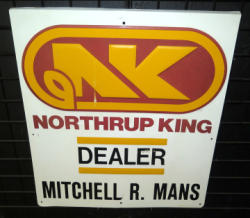 NK
NORTHRUP KING
DEALER
MITCHELL R. MANS